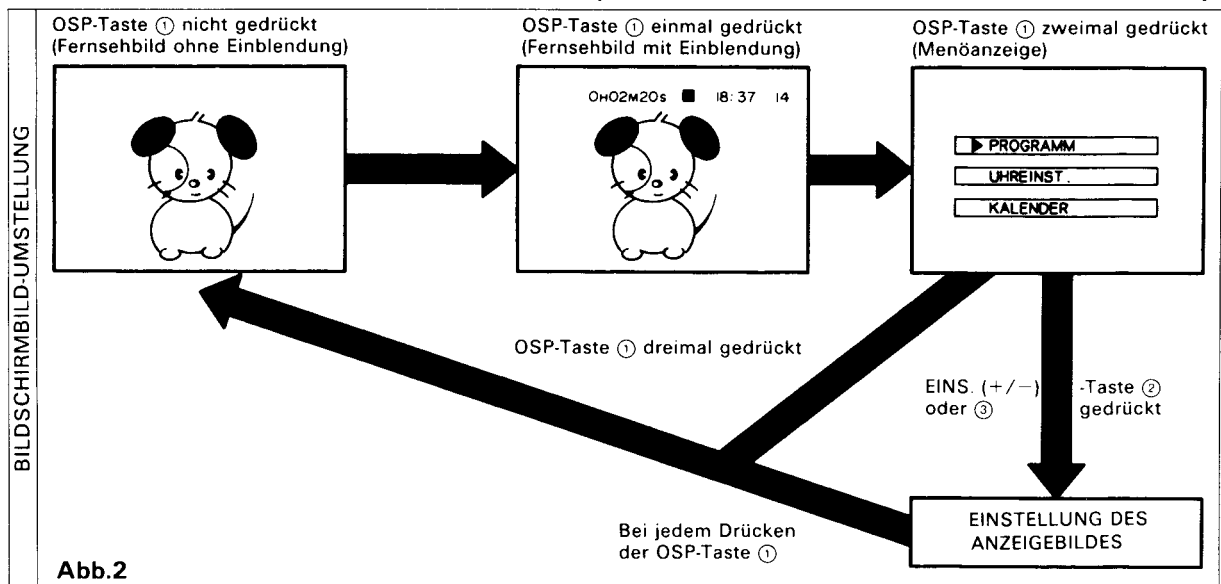 BILDSCHIRMBILD-UMSTELLUNG
OSP-Taste ① nicht gedrückt
(Fernsehbild ohne Einblendung)
OSP-Taste ① einmal gedrückt
(Fernsehbild mit Einblendung)
OSP-Taste ① zweimal gedrückt
(Menöanzeige)
0H02M20S ■ 18:37 14
▶ PROGRAMM
UHREINST.
KALENDER
OSP-Taste ① dreimal gedrückt
EINS. (+/−) -Taste ②
oder ③ gedrückt
Bei jedem Drücken
der OSP-Taste ①
EINSTELLUNG DES
ANZEIGEBILDES
Abb.2